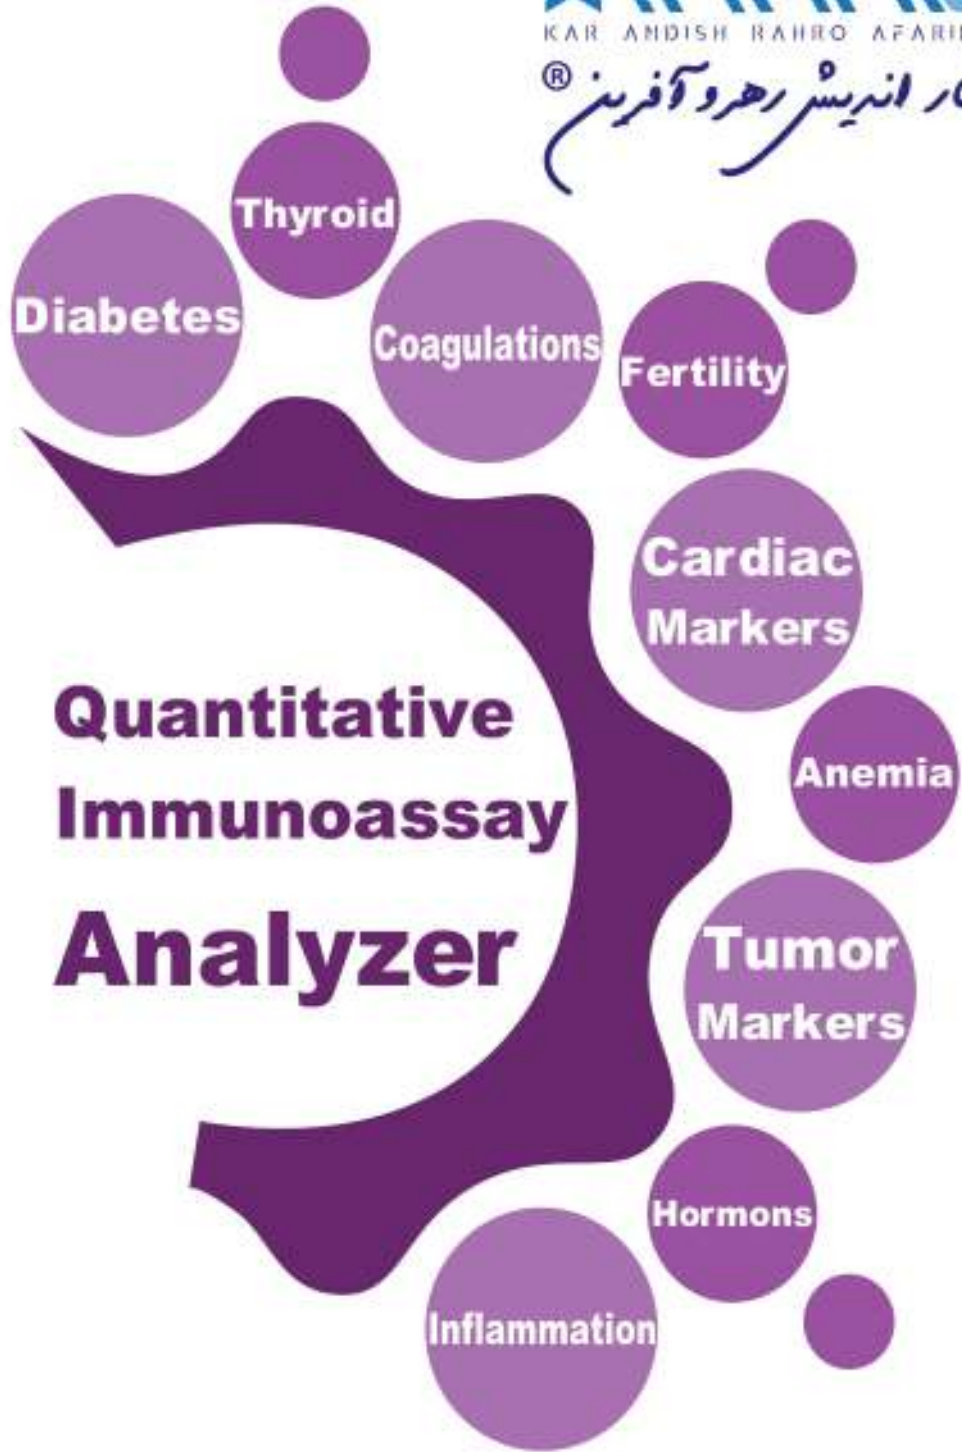 KAR ANDISH RAHRO AFARI
اندیش رهرو آفرین ®
Thyroid
Diabetes
Coagulations
Fertility
Cardiac
Markers
Anemia
Quantitative
Immunoassay
Analyzer
Tumor
Markers
Hormons
Inflammation